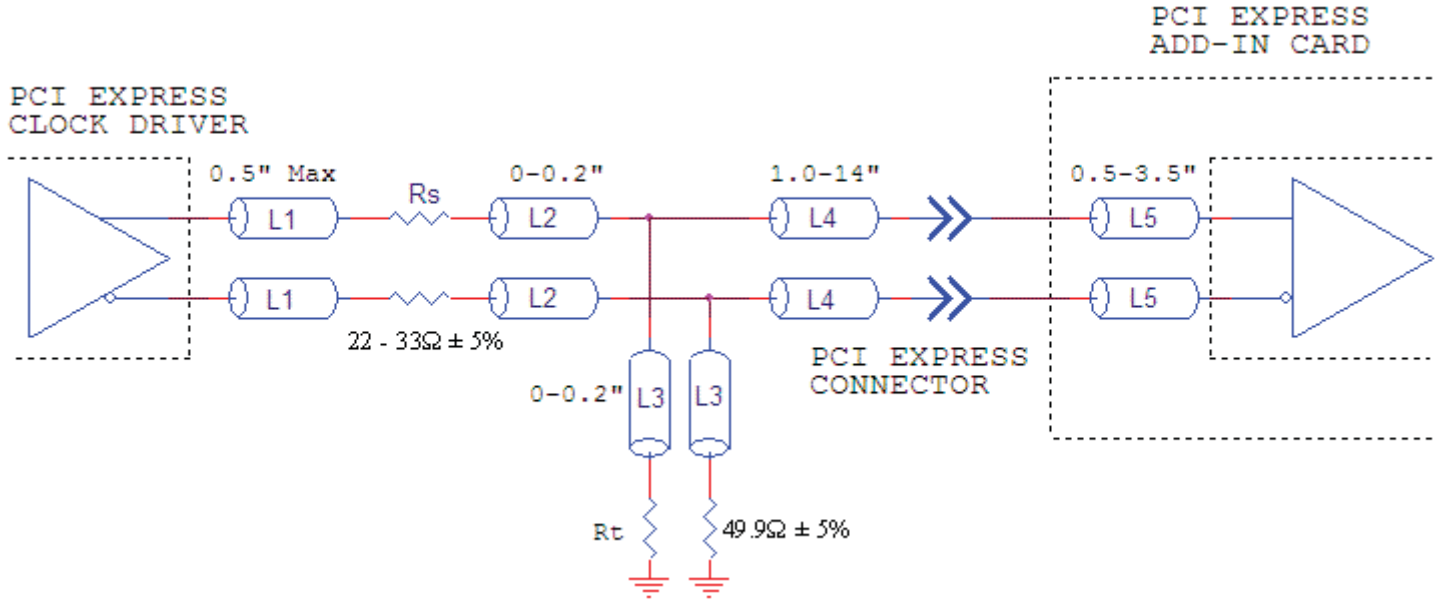 PCI EXPRESS
ADD-IN CARD
PCI EXPRESS
CLOCK DRIVER
0.5" Max
0-0.2"
1.0-14"
0.5-3.5"
Rs
L1
L2
L4
L5
L1
L2
L4
L5
22 - 33Ω ± 5%
PCI EXPRESS
CONNECTOR
0-0.2"
L3
L3
Rt
49.9Ω ± 5%